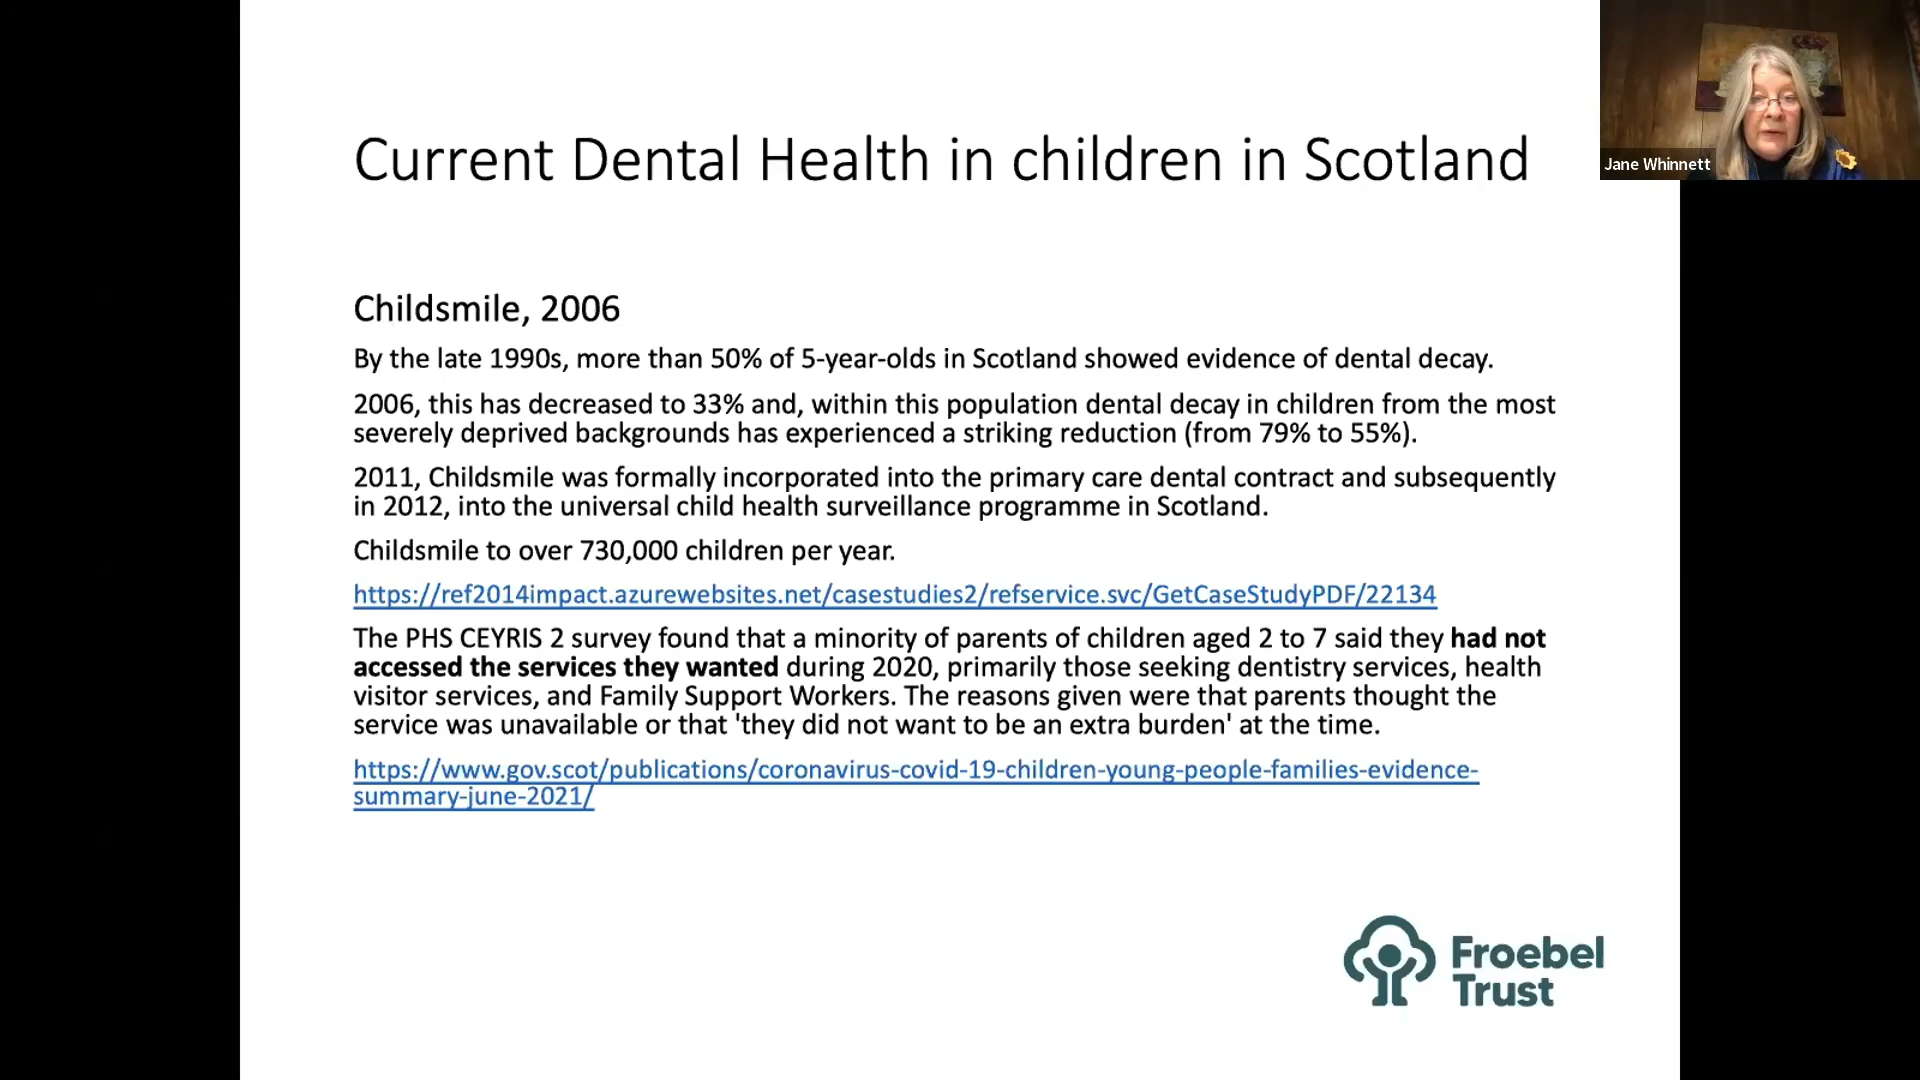 Current Dental Health in children in Scotland
Jane Whinnett
Childsmile, 2006
By the late 1990s, more than 50% of 5-year-olds in Scotland showed evidence of dental decay.
2006, this has decreased to 33% and, within this population dental decay in children from the most
severely deprived backgrounds has experienced a striking reduction (from 79% to 55%).
2011, Childsmile was formally incorporated into the primary care dental contract and subsequently
in 2012, into the universal child health surveillance programme in Scotland.
Childsmile to over 730,000 children per year.
https://ref2014impact.azurewebsites.net/casestudies2/refservice.svc/GetCaseStudyPDF/22134
The PHS CEYRIS 2 survey found that a minority of parents of children aged 2 to 7 said they had not
accessed the services they wanted during 2020, primarily those seeking dentistry services, health
visitor services, and Family Support Workers. The reasons given were that parents thought the
service was unavailable or that 'they did not want to be an extra burden' at the time.
https://www.gov.scot/publications/coronavirus-covid-19-children-young-people-families-evidence-
summary-june-2021/
Froebel
Trust